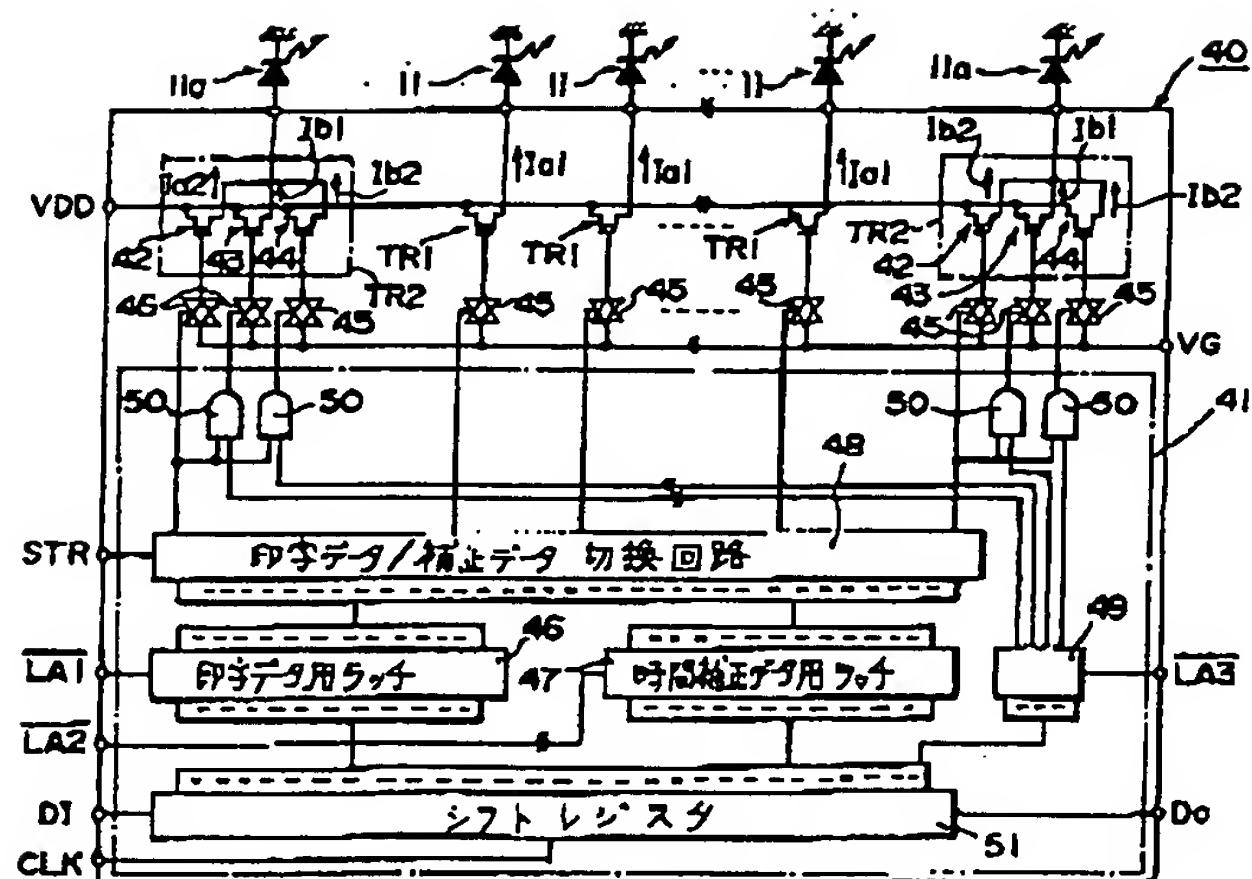 11a 11 11 11 11a 40
Ib1 Ia1 Ia1 Ia1 Ib2 Ib1
Ia2 Ib2 Ib2
VDD
42 43 44 TR2 TR1 TR1 TR1 TR2 42 43 44
46 45 45 45 45 45 45
VG
50 50 50 50 41
48
STR 印字データ/補正データ 切換回路
46 49
LA1 印字データ用ラッチ 47 時間補正データ用ラッチ LA3
LA2
DI シフトレジスタ Do
51
CLK